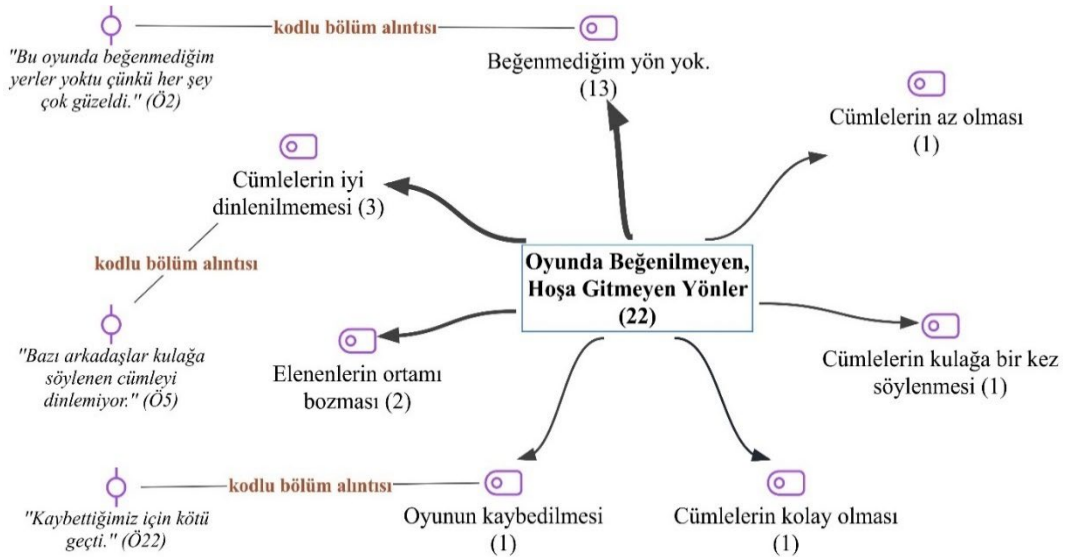 kodlu bölüm alıntısı
"Bu oyunda beğenmediğim
yerler yoktu çünkü her şey
çok güzeldi." (Ö2)
Beğenmediğim yön yok.
(13)
Cümlelerin az olması
(1)
Cümlelerin iyi
dinlenilmemesi (3)
kodlu bölüm alıntısı
Oyunda Beğenilmeyen,
Hoşa Gitmeyen Yönler
(22)
"Bazı arkadaşlar kulağa
söylenen cümleyi
dinlemiyor." (Ö5)
Elenenlerin ortamı
bozması (2)
Cümlelerin kulağa bir kez
söylenmesi (1)
kodlu bölüm alıntısı
"Kaybettiğimiz için kötü
geçti." (Ö22)
Oyunun kaybedilmesi
(1)
Cümlelerin kolay olması
(1)